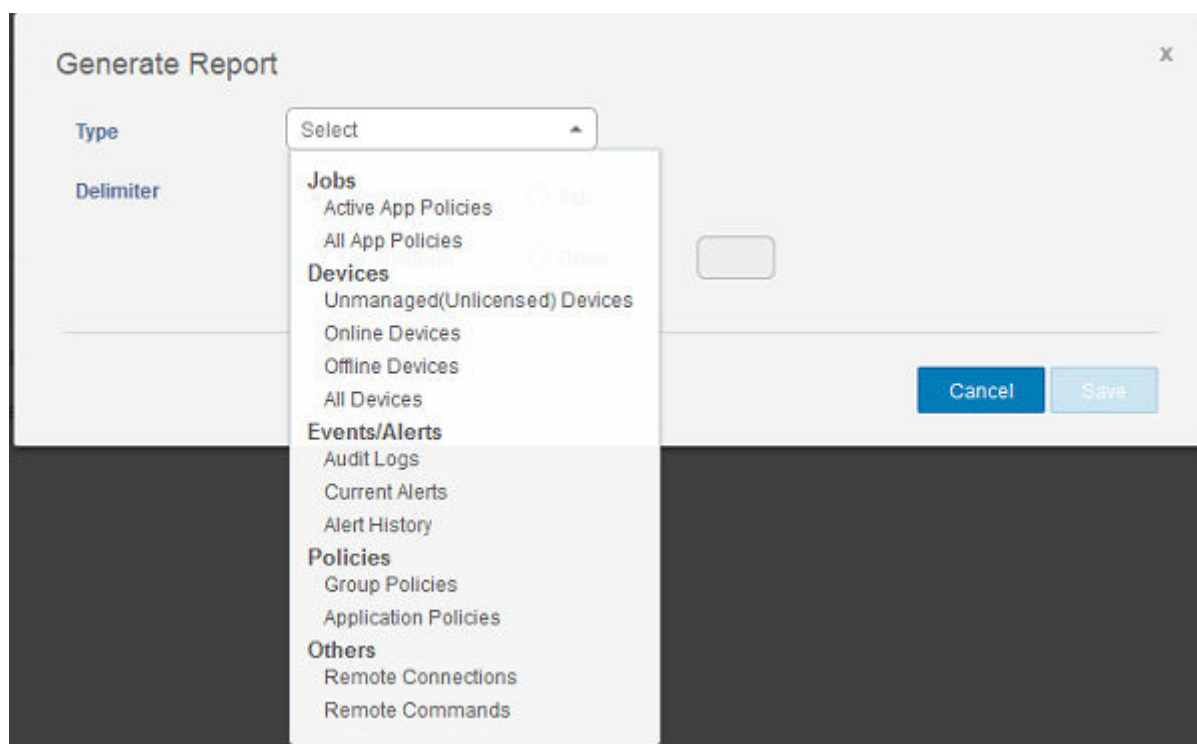 Generate Report
x
Type
Select
Delimiter
Jobs
Active App Policies
All App Policies
Devices
Unmanaged(Unlicensed) Devices
Online Devices
Offline Devices
All Devices
Events/Alerts
Audit Logs
Current Alerts
Alert History
Policies
Group Policies
Application Policies
Others
Remote Connections
Remote Commands
Tab
Other
Cancel
Save